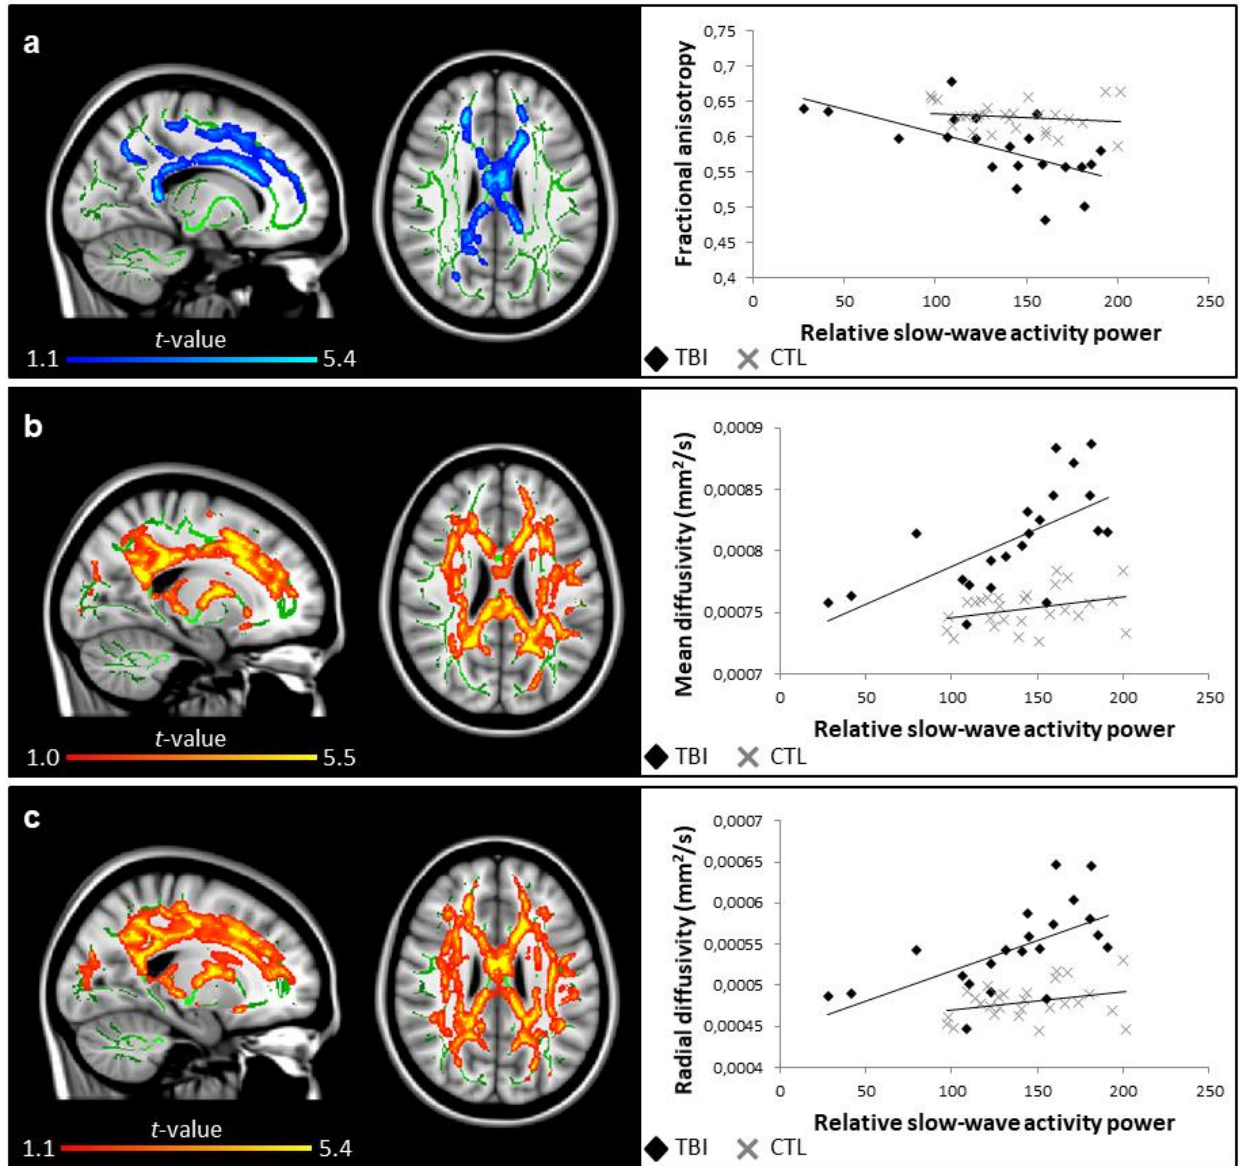 a
t-value
1.1 5.4
0,75
0,7
0,65
0,6
0,55
0,5
0,45
0,4
Fractional anisotropy
0 50 100 150 200 250
Relative slow-wave activity power
TBI CTL
b
t-value
1.0 5.5
0,0009
0,00085
0,0008
0,00075
0,0007
Mean diffusivity (mm²/s)
0 50 100 150 200 250
Relative slow-wave activity power
TBI CTL
c
t-value
1.1 5.4
0,0007
0,00065
0,0006
0,00055
0,0005
0,00045
0,0004
Radial diffusivity (mm²/s)
0 50 100 150 200 250
Relative slow-wave activity power
TBI CTL